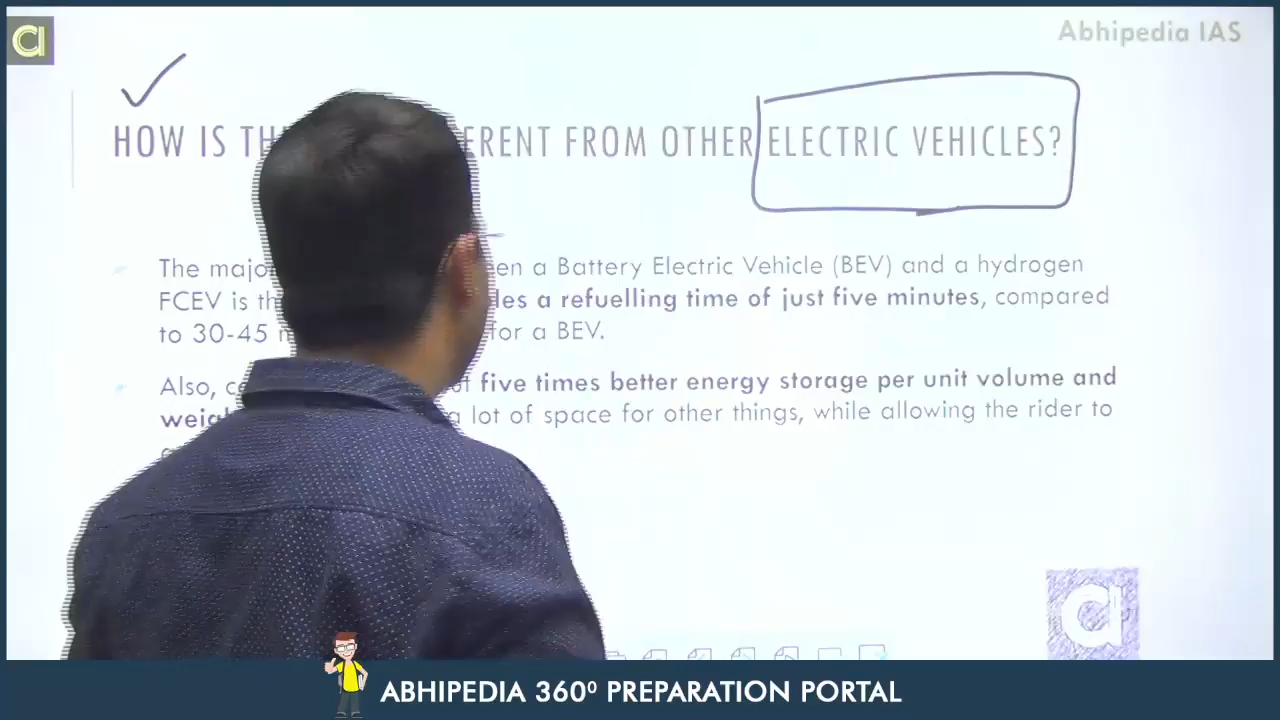 Abhipedia IAS
HOW IS TH ERENT FROM OTHER ELECTRIC VEHICLES?
The majo een a Battery Electric Vehicle (BEV) and a hydrogen
FCEV is th des a refuelling time of just five minutes, compared
to 30-45 for a BEV.
Also, five times better energy storage per unit volume and
weig a lot of space for other things, while allowing the rider to
ABHIPEDIA 360⁰ PREPARATION PORTAL